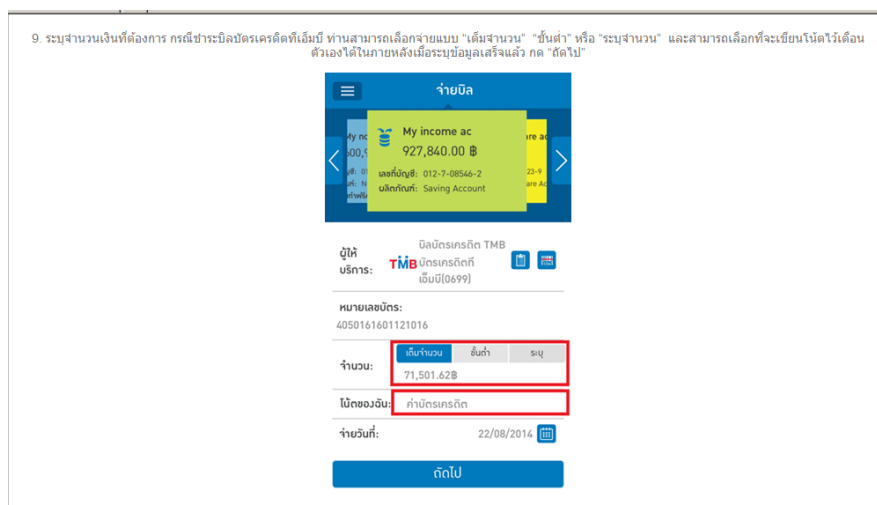 9. ระบุจำนวนเงินที่ต้องการ กรณีชำระบิลบัตรเครดิตทีเอ็มบี ท่านสามารถเลือกจ่ายแบบ "เต็มจำนวน" "ขั้นต่ำ" หรือ "ระบุจำนวน" และสามารถเลือกที่จะเขียนโน้ตไว้เตือน
ตัวเองได้ในภายหลังเมื่อระบุข้อมูลเสร็จแล้ว กด "ถัดไป"
จ่ายบิล
My income ac
927,840.00 ฿
เลขที่บัญชี: 012-7-08546-2
ผลิตภัณฑ์: Saving Account
23-9
ผู้ให้
บริการ:
TMB
บิลบัตรเครดิต TMB
บัตรเครดิตที
เอ็มบี(0699)
หมายเลขบัตร:
4050161601121016
จำนวน:
เต็มจำนวน ขั้นต่ำ ระบุ
71,501.62฿
โน้ตของฉัน: ค่าบัตรเครดิต
จ่ายวันที่: 22/08/2014
ถัดไป